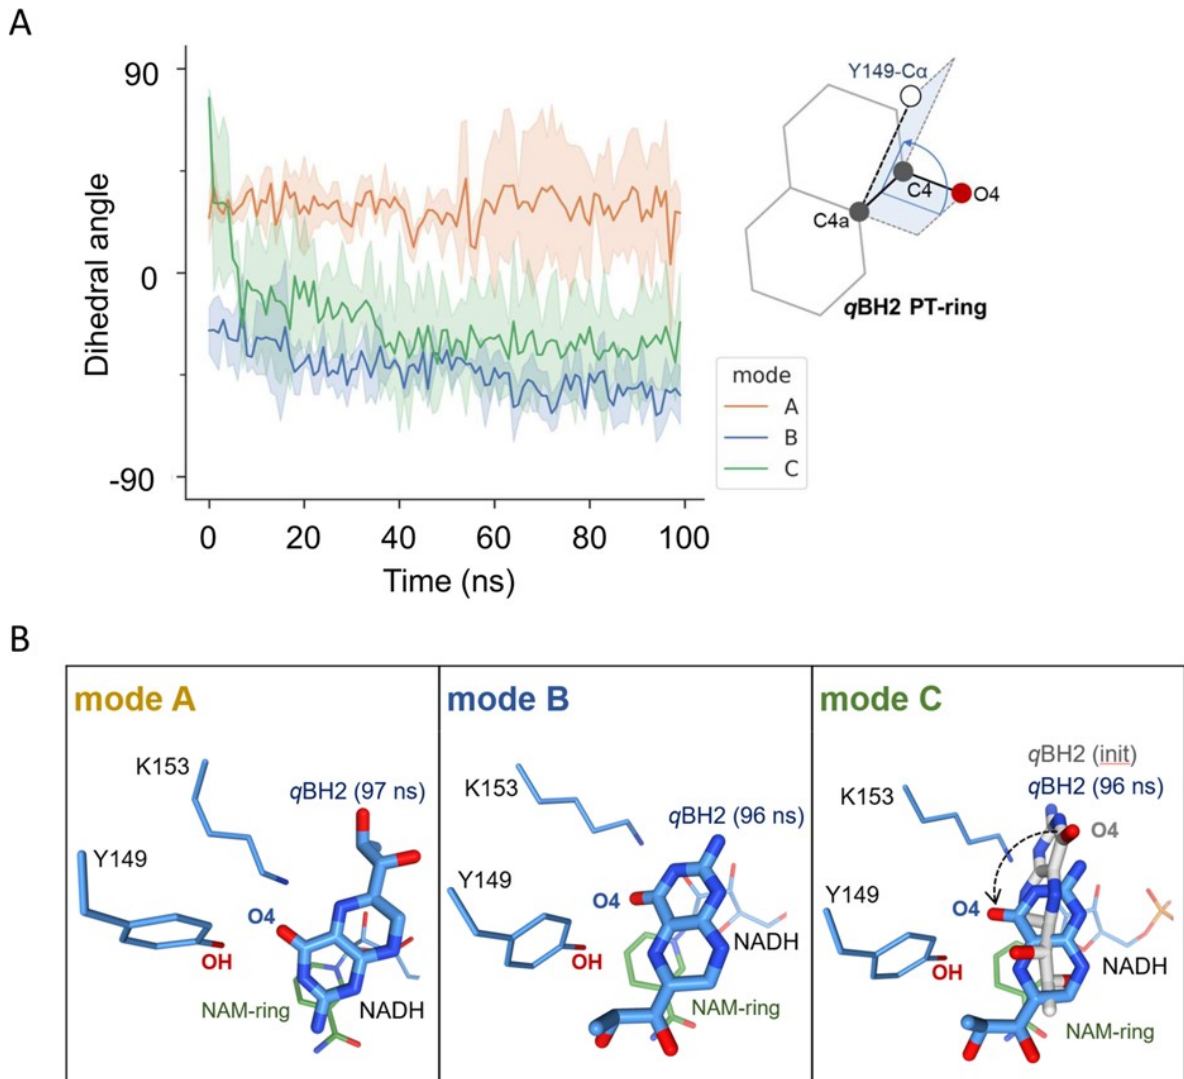 A
90
0
-90
Dihedral angle
0
20
40
60
80
100
Time (ns)
Y149-Cα
C4
O4
C4a
qBH2 PT-ring
mode
A
B
C
B
mode A
K153
qBH2 (97 ns)
Y149
O4
OH
NAM-ring
NADH
mode B
K153
qBH2 (96 ns)
Y149
O4
OH
NADH
NAM-ring
mode C
qBH2 (init)
K153
qBH2 (96 ns)
O4
Y149
O4
OH
NADH
NAM-ring